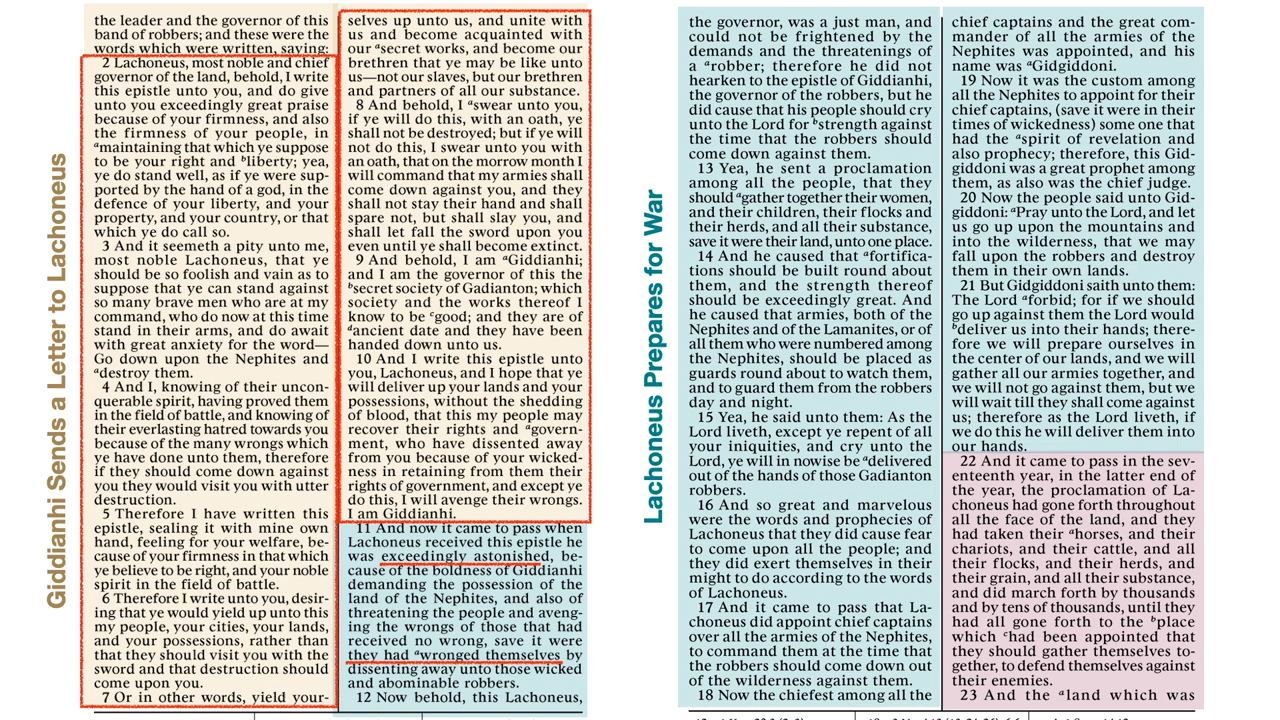 Giddianhi Sends a Letter to Lachoneus
the leader and the governor of this
band of robbers; and these were the
words which were written, saying:
2 Lachoneus, most noble and chief
governor of the land, behold, I write
this epistle unto you, and do give
unto you exceedingly great praise
because of your firmness, and also
the firmness of your people, in
ᵃmaintaining that which ye suppose
to be your right and ᵇliberty; yea,
ye do stand well, as if ye were sup-
ported by the hand of a god, in the
defence of your liberty, and your
property, and your country, or that
which ye do call so.
3 And it seemeth a pity unto me,
most noble Lachoneus, that ye
should be so foolish and vain as to
suppose that ye can stand against
so many brave men who are at my
command, who do now at this time
stand in their arms, and do await
with great anxiety for the word—
Go down upon the Nephites and
ᵃdestroy them.
4 And I, knowing of their uncon-
querable spirit, having proved them
in the field of battle, and knowing of
their everlasting hatred towards you
because of the many wrongs which
ye have done unto them, therefore
if they should come down against
you they would visit you with utter
destruction.
5 Therefore I have written this
epistle, sealing it with mine own
hand, feeling for your welfare, be-
cause of your firmness in that which
ye believe to be right, and your noble
spirit in the field of battle.
6 Therefore I write unto you, desir-
ing that ye would yield up unto this
my people, your cities, your lands,
and your possessions, rather than
that they should visit you with the
sword and that destruction should
come upon you.
7 Or in other words, yield your-
selves up unto us, and unite with
us and become acquainted with
our ᵃsecret works, and become our
brethren that ye may be like unto
us—not our slaves, but our brethren
and partners of all our substance.
8 And behold, I ᵃswear unto you,
if ye will do this, with an oath, ye
shall not be destroyed; but if ye will
not do this, I swear unto you with
an oath, that on the morrow month I
will command that my armies shall
come down against you, and they
shall not stay their hand and shall
spare not, but shall slay you, and
shall let fall the sword upon you
even until ye shall become extinct.
9 And behold, I am ᵃGiddianhi;
and I am the governor of this the
ᵇsecret society of Gadianton; which
society and the works thereof I
know to be ᶜgood; and they are of
ᵈancient date and they have been
handed down unto us.
10 And I write this epistle unto
you, Lachoneus, and I hope that ye
will deliver up your lands and your
possessions, without the shedding
of blood, that this my people may
recover their rights and ᵃgovern-
ment, who have dissented away
from you because of your wicked-
ness in retaining from them their
rights of government, and except ye
do this, I will avenge their wrongs.
I am Giddianhi.
11 And now it came to pass when
Lachoneus received this epistle he
was exceedingly astonished, be-
cause of the boldness of Giddianhi
demanding the possession of the
land of the Nephites, and also of
threatening the people and aveng-
ing the wrongs of those that had
received no wrong, save it were
they had ᵃwronged themselves by
dissenting away unto those wicked
and abominable robbers.
12 Now behold, this Lachoneus,
Lachoneus Prepares for War
the governor, was a just man, and
could not be frightened by the
demands and the threatenings of
a ᵃrobber; therefore he did not
hearken to the epistle of Giddianhi,
the governor of the robbers, but he
did cause that his people should cry
unto the Lord for ᵇstrength against
the time that the robbers should
come down against them.
13 Yea, he sent a proclamation
among all the people, that they
should ᵃgather together their women,
and their children, their flocks and
their herds, and all their substance,
save it were their land, unto one place.
14 And he caused that ᵃfortifica-
tions should be built round about
them, and the strength thereof
should be exceedingly great. And
he caused that armies, both of the
Nephites and of the Lamanites, or of
all them who were numbered among
the Nephites, should be placed as
guards round about to watch them,
and to guard them from the robbers
day and night.
15 Yea, he said unto them: As the
Lord liveth, except ye repent of all
your iniquities, and cry unto the
Lord, ye will in nowise be ᵃdelivered
out of the hands of those Gadianton
robbers.
16 And so great and marvelous
were the words and prophecies of
Lachoneus that they did cause fear
to come upon all the people; and
they did exert themselves in their
might to do according to the words
of Lachoneus.
17 And it came to pass that La-
choneus did appoint chief captains
over all the armies of the Nephites,
to command them at the time that
the robbers should come down out
of the wilderness against them.
18 Now the chiefest among all the
chief captains and the great com-
mander of all the armies of the
Nephites was appointed, and his
name was ᵃGidgiddoni.
19 Now it was the custom among
all the Nephites to appoint for their
chief captains, (save it were in their
times of wickedness) some one that
had the ᵃspirit of revelation and
also prophecy; therefore, this Gid-
giddoni was a great prophet among
them, as also was the chief judge.
20 Now the people said unto Gid-
giddoni: ᵃPray unto the Lord, and let
us go up upon the mountains and
into the wilderness, that we may
fall upon the robbers and destroy
them in their own lands.
21 But Gidgiddoni saith unto them:
The Lord ᵃforbid; for if we should
go up against them the Lord would
ᵇdeliver us into their hands; there-
fore we will prepare ourselves in
the center of our lands, and we will
gather all our armies together, and
we will not go against them, but we
will wait till they shall come against
us; therefore as the Lord liveth, if
we do this he will deliver them into
our hands.
22 And it came to pass in the sev-
enteenth year, in the latter end of
the year, the proclamation of La-
choneus had gone forth throughout
all the face of the land, and they
had taken their ᵃhorses, and their
chariots, and their cattle, and all
their flocks, and their herds, and
their grain, and all their substance,
and did march forth by thousands
and by tens of thousands, until they
had all gone forth to the ᵇplace
which ᶜhad been appointed that
they should gather themselves to-
gether, to defend themselves against
their enemies.
23 And the ᵃland which was